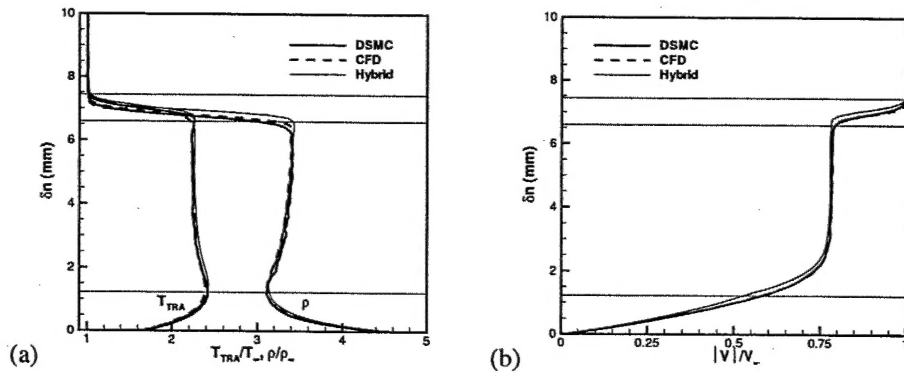 10
8
6
4
2
0
δn (mm)
DSMC
CFD
Hybrid
T_TRA
ρ
1
2
3
4
5
T_TRA/T_∞, ρ/ρ_∞
(a)
10
8
6
4
2
0
δn (mm)
DSMC
CFD
Hybrid
0
0.25
0.5
0.75
1
|V|/V_∞
(b)